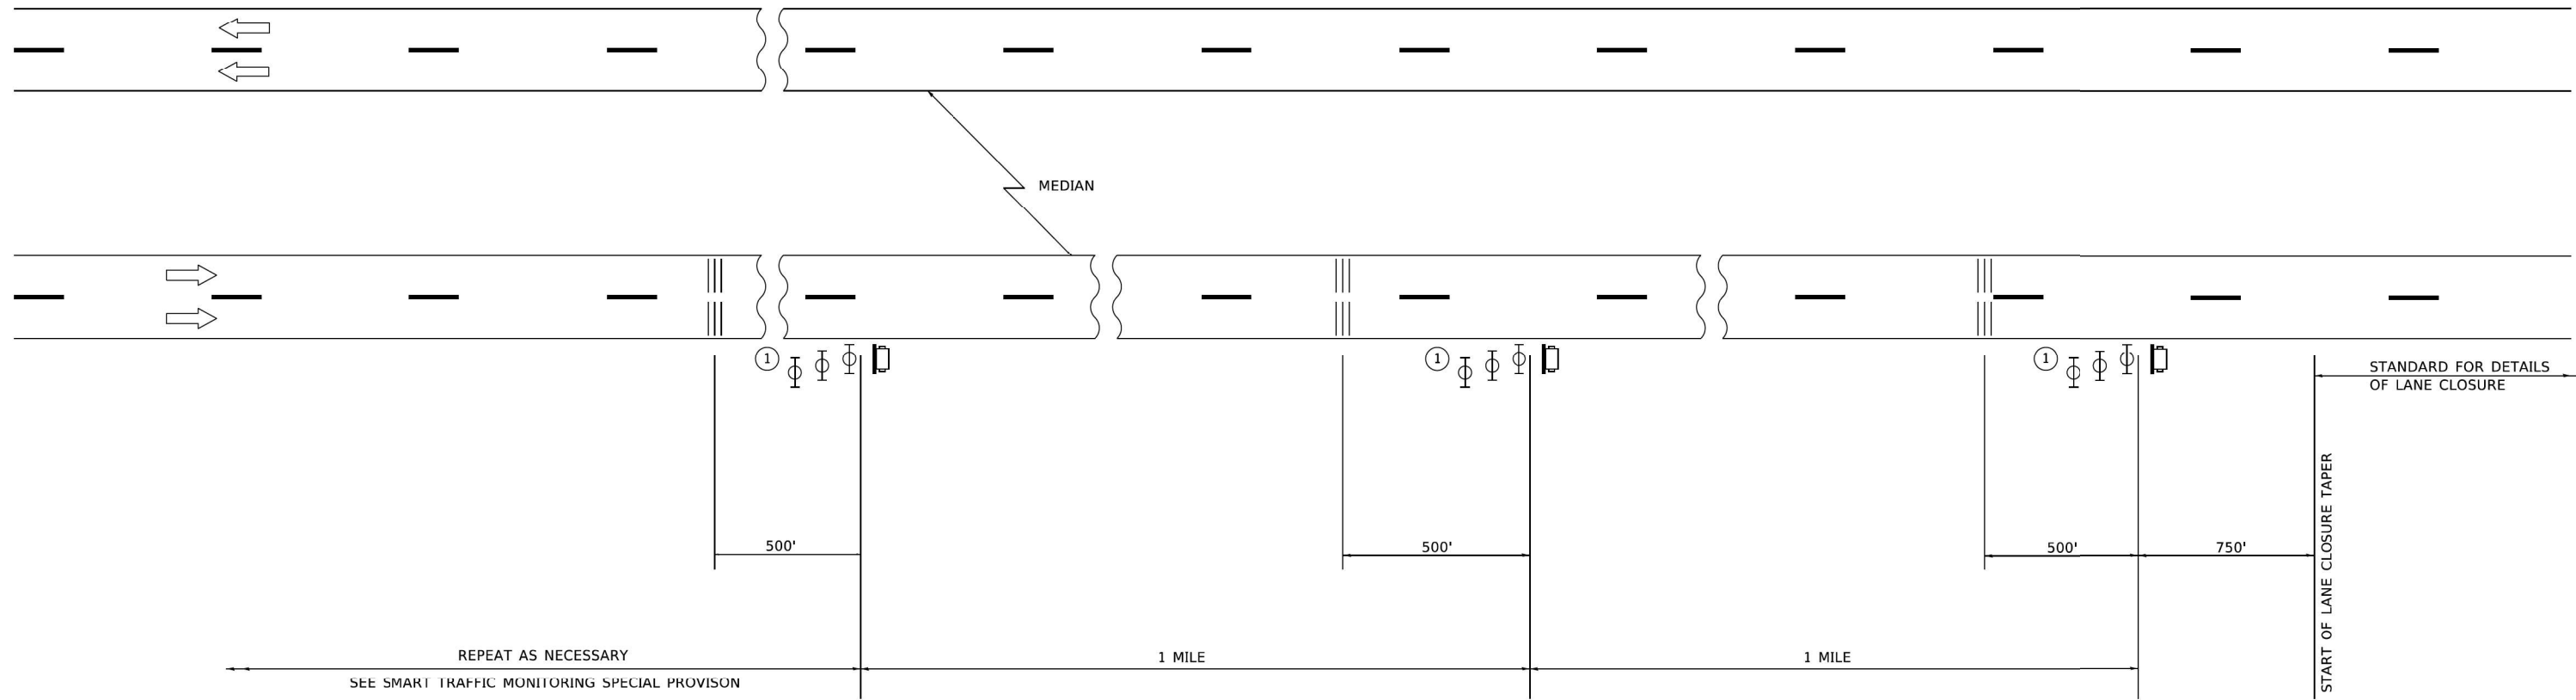 MEDIAN
1
1
1
STANDARD FOR DETAILS
OF LANE CLOSURE
START OF LANE CLOSURE TAPER
500'
500'
500'
750'
REPEAT AS NECESSARY
1 MILE
1 MILE
SEE SMART TRAFFIC MONITORING SPECIAL PROVISON